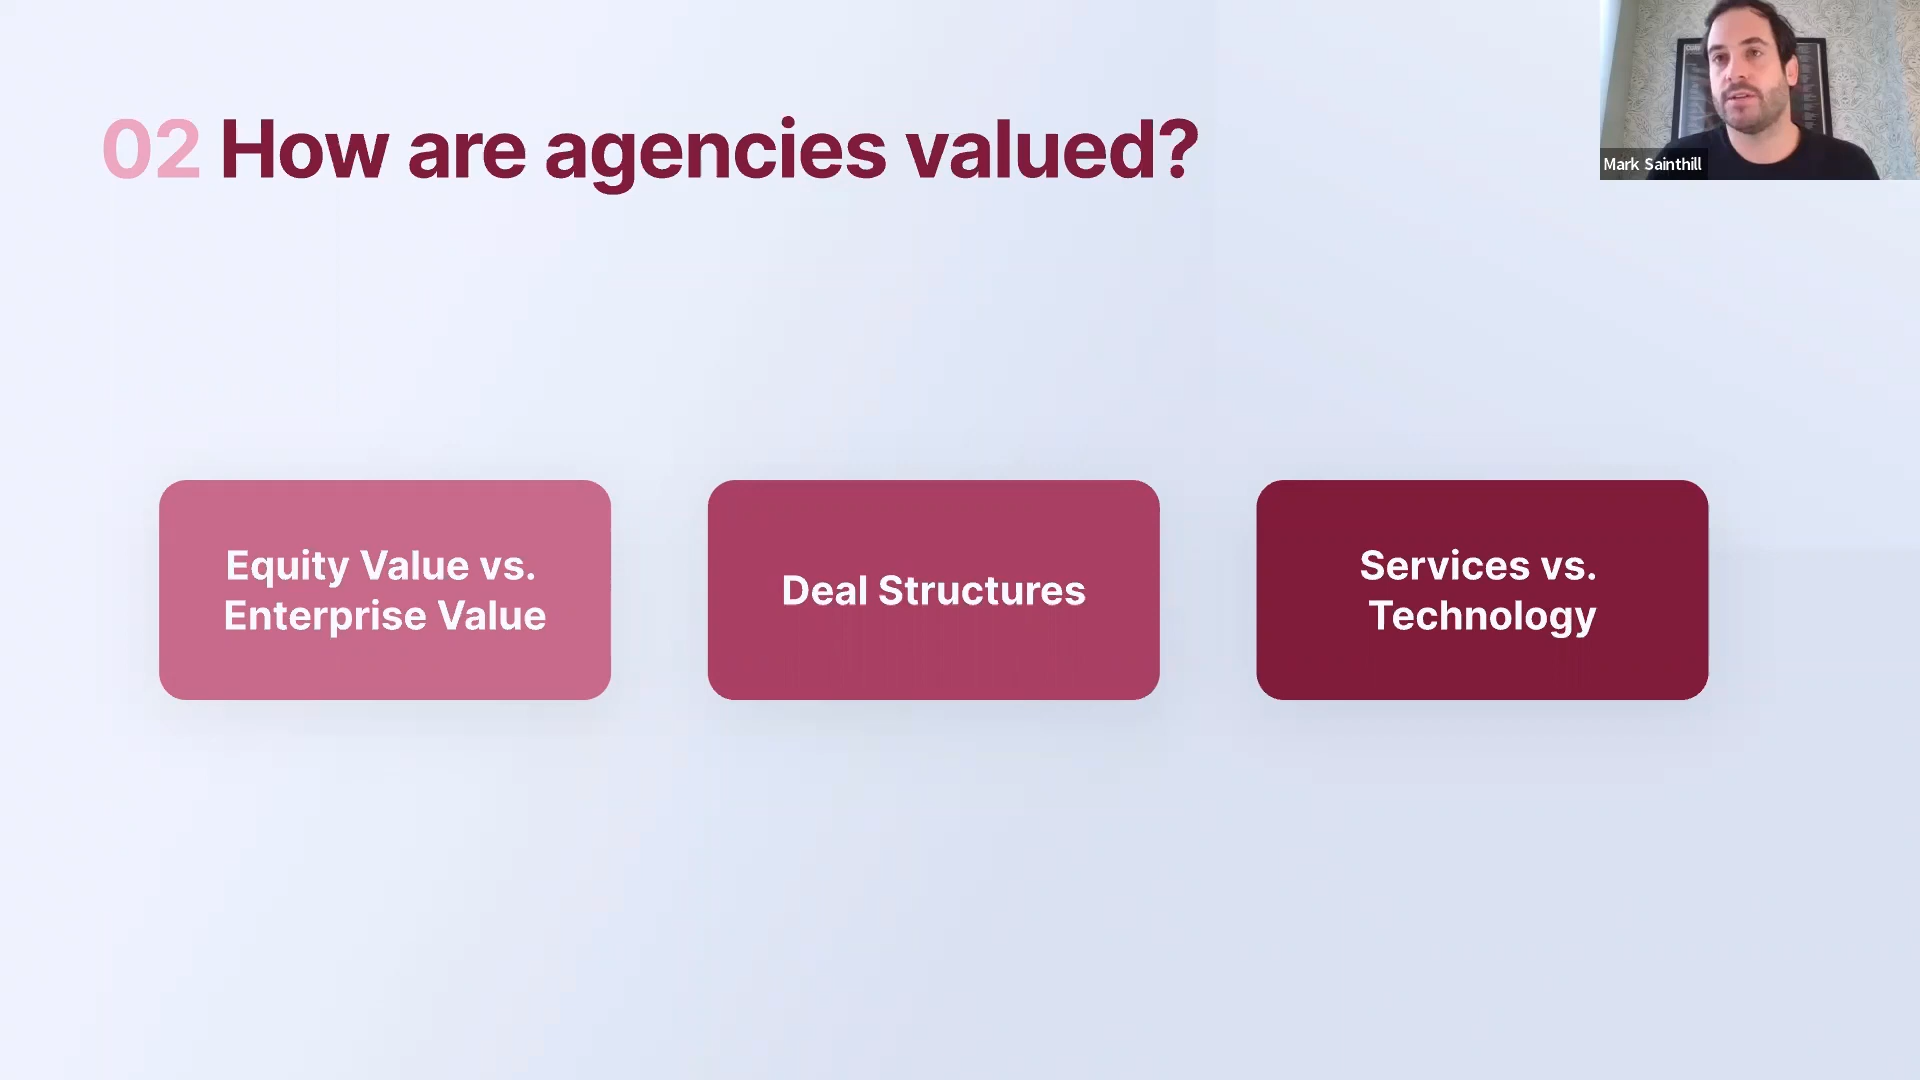 02 How are agencies valued?
Mark Sainthill
Equity Value vs.
Enterprise Value
Deal Structures
Services vs.
Technology